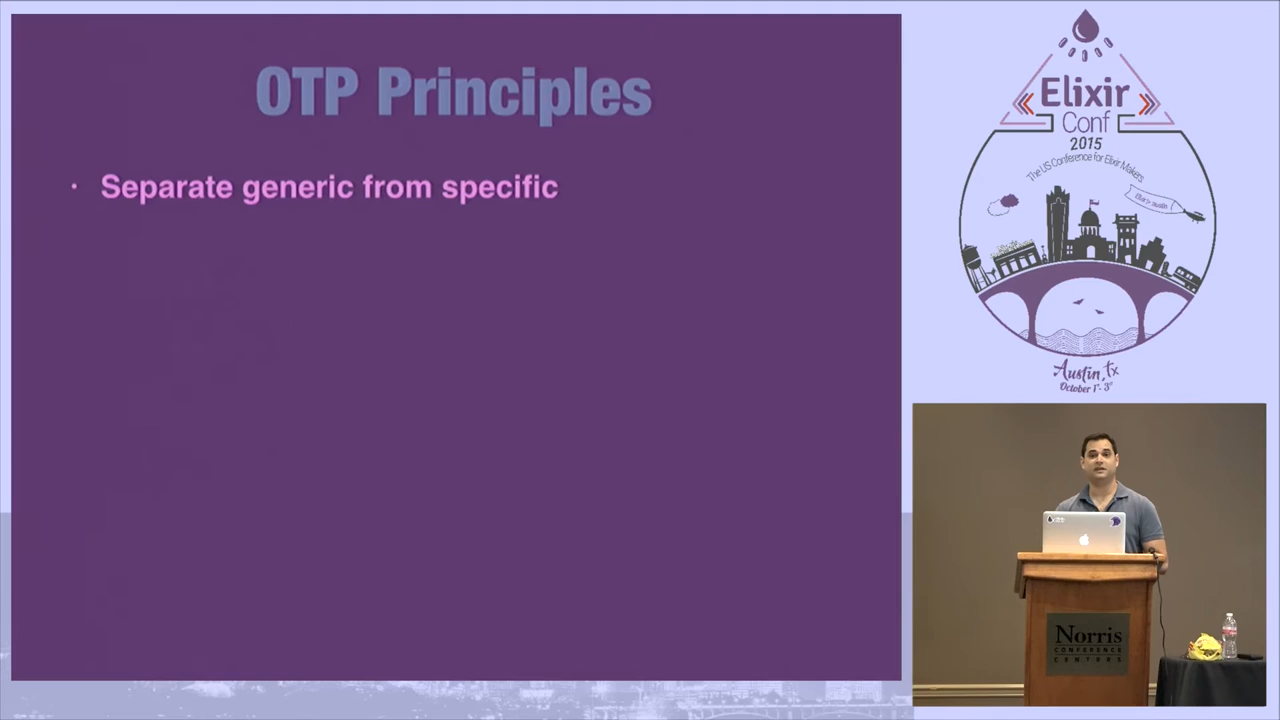 OTP Principles
· Separate generic from specific
Elixir
Conf
2015
The US Conference for Elixir Makers
Austin, TX
October 1st - 3rd
Norris
CONFERENCE
CENTERS